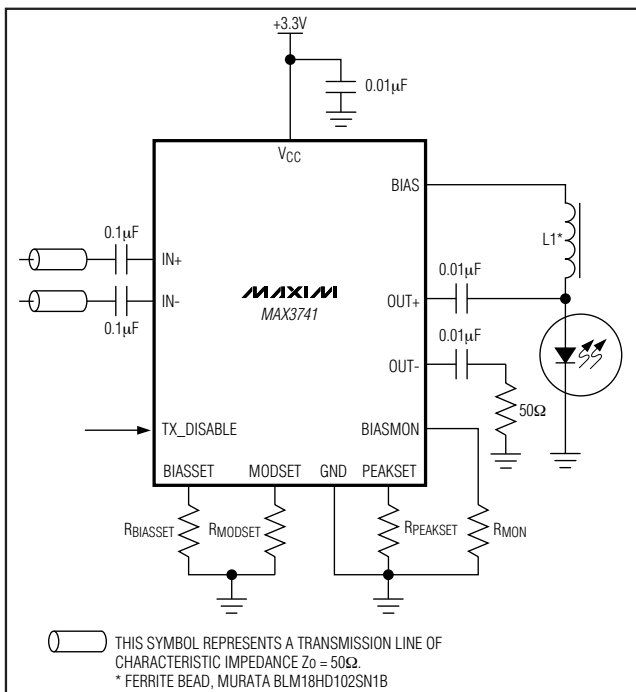 +3.3V
0.01µF
VCC
BIAS
L1*
0.1µF
IN+
0.01µF
MAXIM
MAX3741
OUT+
IN-
0.1µF
0.01µF
OUT-
50Ω
TX_DISABLE
BIASMON
BIASSET MODSET GND PEAKSET
RBIASSET RMODSET RPEAKSET RMON
THIS SYMBOL REPRESENTS A TRANSMISSION LINE OF
CHARACTERISTIC IMPEDANCE Zo = 50Ω.
* FERRITE BEAD, MURATA BLM18HD102SN1B